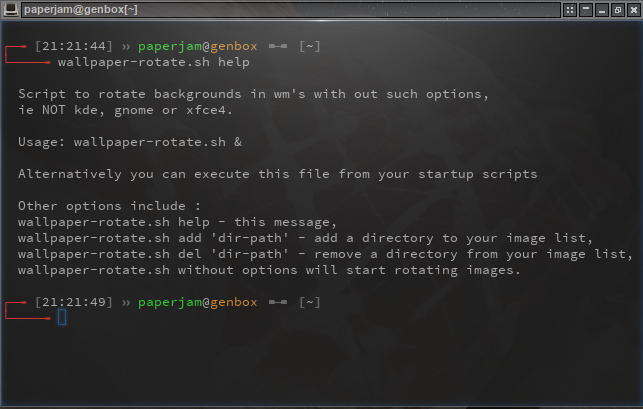 paperjam@genbox[~]
[21:21:44] » paperjam@genbox =-= [~]
wallpaper-rotate.sh help
Script to rotate backgrounds in wm's with out such options,
ie NOT kde, gnome or xfce4.
Usage: wallpaper-rotate.sh &
Alternatively you can execute this file from your startup scripts
Other options include :
wallpaper-rotate.sh help - this message,
wallpaper-rotate.sh add 'dir-path' - add a directory to your image list,
wallpaper-rotate.sh del 'dir-path' - remove a directory from your image list,
wallpaper-rotate.sh without options will start rotating images.
[21:21:49] » paperjam@genbox =-= [~]